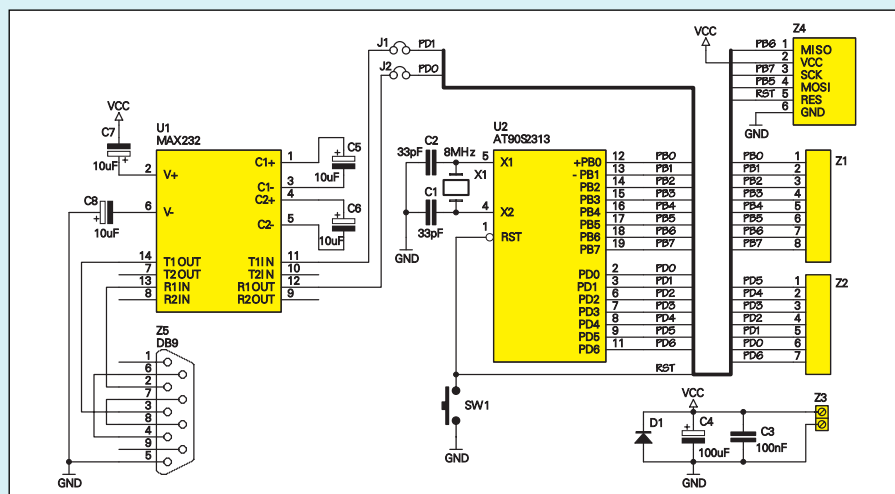 J1 PD1
J2 PD0
VCC
Z4
PB6 1 MISO
2 VCC
PB7 3 SCK
PB5 4 MOSI
RST 5 RES
6 GND
GND
VCC
C7
10uF
U1
MAX232
2 V+
C8
10uF
6 V-
C1+ 1
C1- 3
C2+ 4
C2- 5
C5
10uF
C6
10uF
14 T1OUT T1IN 11
7 T2OUT T2IN 10
13 R1IN R1OUT 12
8 R2IN R2OUT 9
C2
33pF
8MHz
X1
C1
33pF
GND
U2
AT90S2313
5 X1
4 X2
1 RST
+PB0 12 PB0
-PB1 13 PB1
PB2 14 PB2
PB3 15 PB3
PB4 16 PB4
PB5 17 PB5
PB6 18 PB6
PB7 19 PB7
PD0 2 PD0
PD1 3 PD1
PD2 6 PD2
PD3 7 PD3
PD4 8 PD4
PD5 9 PD5
PD6 11 PD6
RST
Z1
PB0 1
PB1 2
PB2 3
PB3 4
PB4 5
PB5 6
PB6 7
PB7 8
Z2
PD5 1
PD4 2
PD3 3
PD2 4
PD1 5
PD0 6
PD6 7
Z5
DB9
1
6
2
7
3
8
4
9
5
GND
SW1
GND
VCC
Z3
D1
C4
100uF
C3
100nF
GND